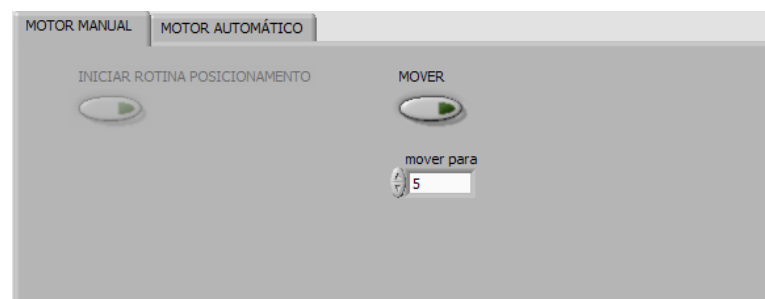 MOTOR MANUAL
MOTOR AUTOMÁTICO
INICIAR ROTINA POSICIONAMENTO
MOVER
mover para
5